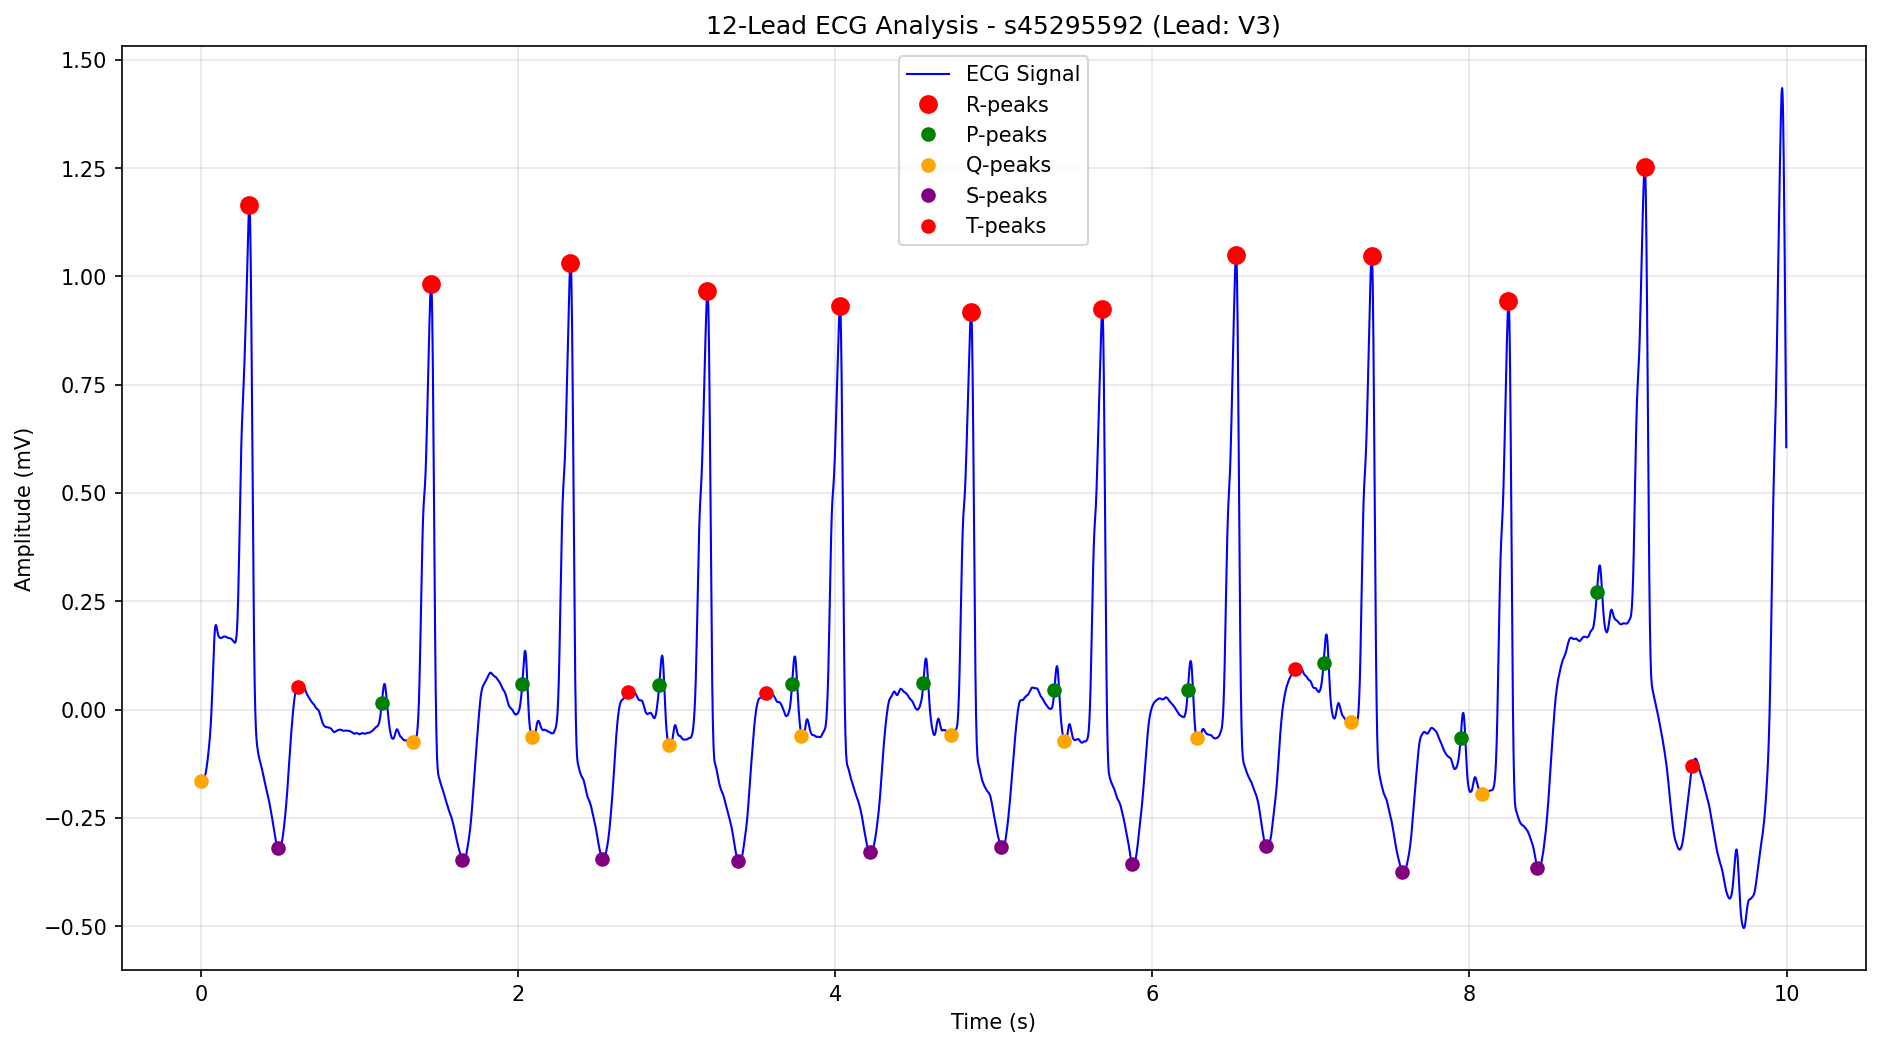 12-Lead ECG Analysis - s45295592 (Lead: V3)
ECG Signal
R-peaks
P-peaks
Q-peaks
S-peaks
T-peaks
Amplitude (mV)
1.50
1.25
1.00
0.75
0.50
0.25
0.00
−0.25
−0.50
0 2 4 6 8 10
Time (s)